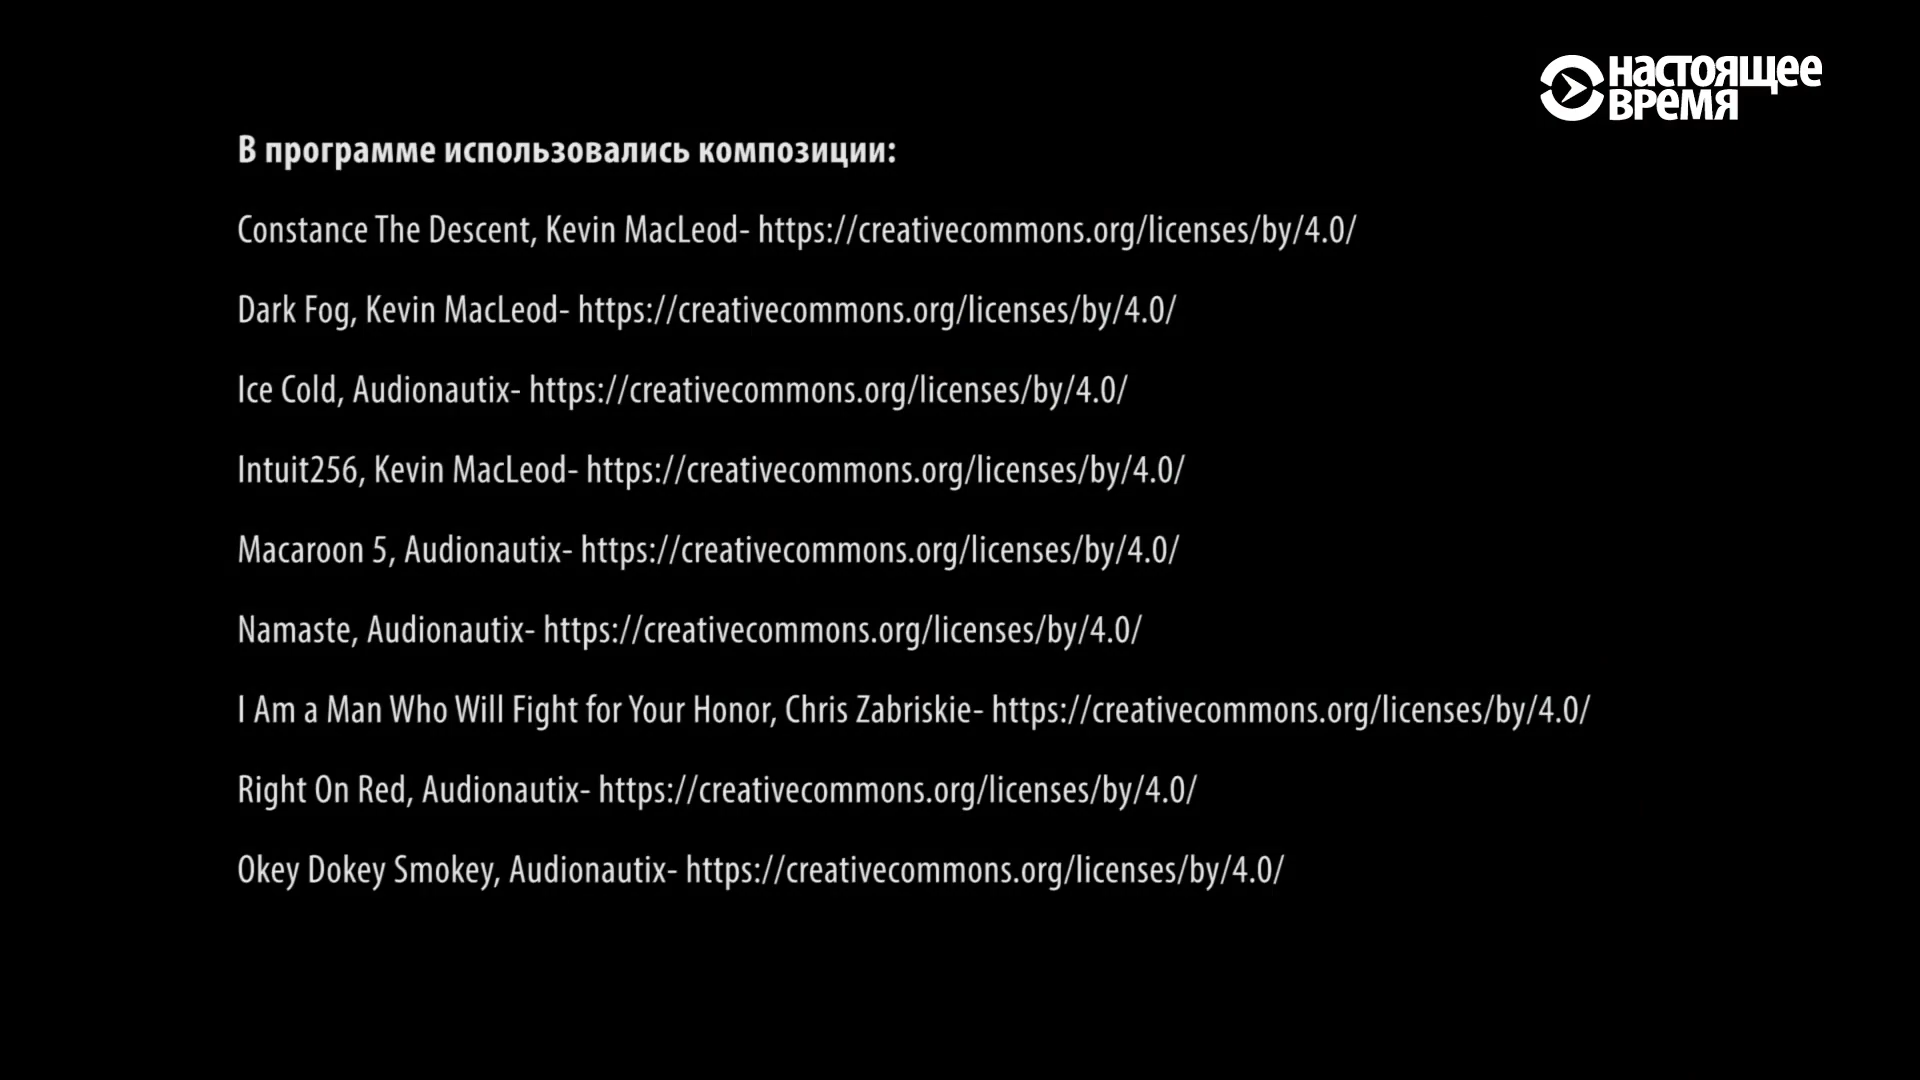 НАСТОЯЩЕЕ
ВРЕМЯ
В программе использовались композиции:
Constance The Descent, Kevin MacLeod- https://creativecommons.org/licenses/by/4.0/
Dark Fog, Kevin MacLeod- https://creativecommons.org/licenses/by/4.0/
Ice Cold, Audionautix- https://creativecommons.org/licenses/by/4.0/
Intuit256, Kevin MacLeod- https://creativecommons.org/licenses/by/4.0/
Macaroon 5, Audionautix- https://creativecommons.org/licenses/by/4.0/
Namaste, Audionautix- https://creativecommons.org/licenses/by/4.0/
I Am a Man Who Will Fight for Your Honor, Chris Zabriskie- https://creativecommons.org/licenses/by/4.0/
Right On Red, Audionautix- https://creativecommons.org/licenses/by/4.0/
Okey Dokey Smokey, Audionautix- https://creativecommons.org/licenses/by/4.0/